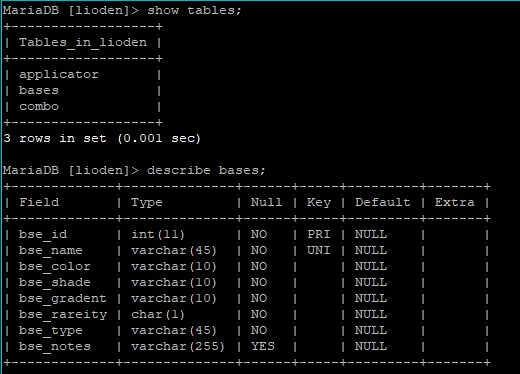 MariaDB [lioden]> show tables;
+------------------+
| Tables_in_lioden |
+------------------+
| applicator       |
| bases            |
| combo            |
+------------------+
3 rows in set (0.001 sec)

MariaDB [lioden]> describe bases;
+--------------+--------------+------+-----+---------+-------+
| Field        | Type         | Null | Key | Default | Extra |
+--------------+--------------+------+-----+---------+-------+
| bse_id       | int(11)      | NO   | PRI | NULL    |       |
| bse_name     | varchar(45)  | NO   | UNI | NULL    |       |
| bse_color    | varchar(10)  | NO   |     | NULL    |       |
| bse_shade    | varchar(10)  | NO   |     | NULL    |       |
| bse_gradent  | varchar(10)  | NO   |     | NULL    |       |
| bse_rareity  | char(1)      | NO   |     | NULL    |       |
| bse_type     | varchar(45)  | NO   |     | NULL    |       |
| bse_notes    | varchar(255) | YES  |     | NULL    |       |
+--------------+--------------+------+-----+---------+-------+